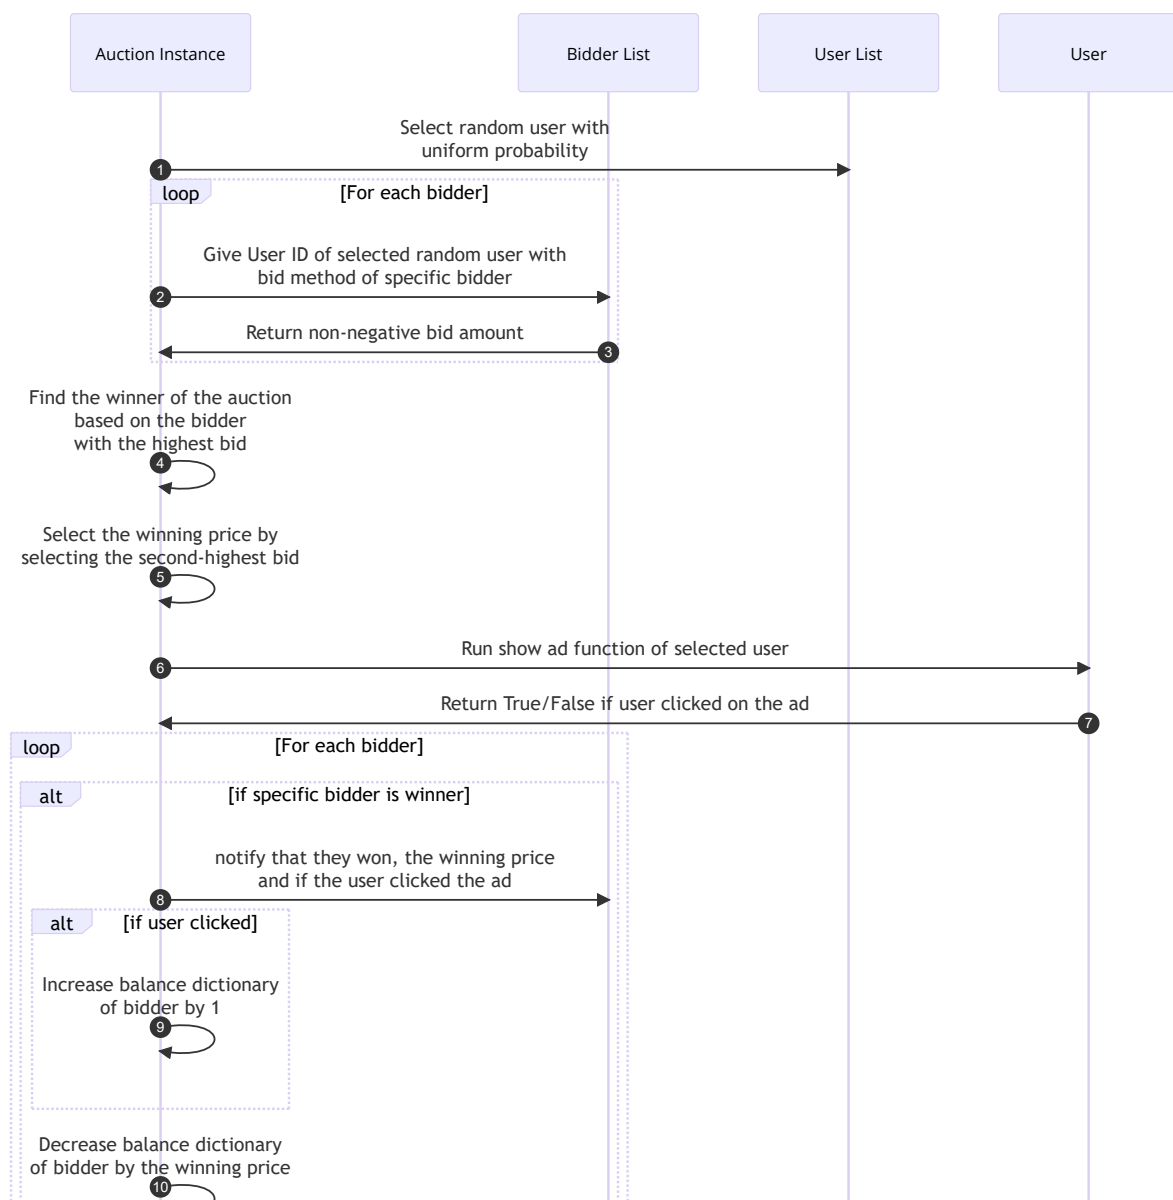 Auction Instance
Bidder List
User List
User
Select random user with
uniform probability
1
loop
[For each bidder]
Give User ID of selected random user with
bid method of specific bidder
2
Return non-negative bid amount
3
Find the winner of the auction
based on the bidder
with the highest bid
4
Select the winning price by
selecting the second-highest bid
5
Run show ad function of selected user
6
Return True/False if user clicked on the ad
7
loop
[For each bidder]
alt
[if specific bidder is winner]
notify that they won, the winning price
and if the user clicked the ad
8
alt
[if user clicked]
Increase balance dictionary
of bidder by 1
9
Decrease balance dictionary
of bidder by the winning price
10